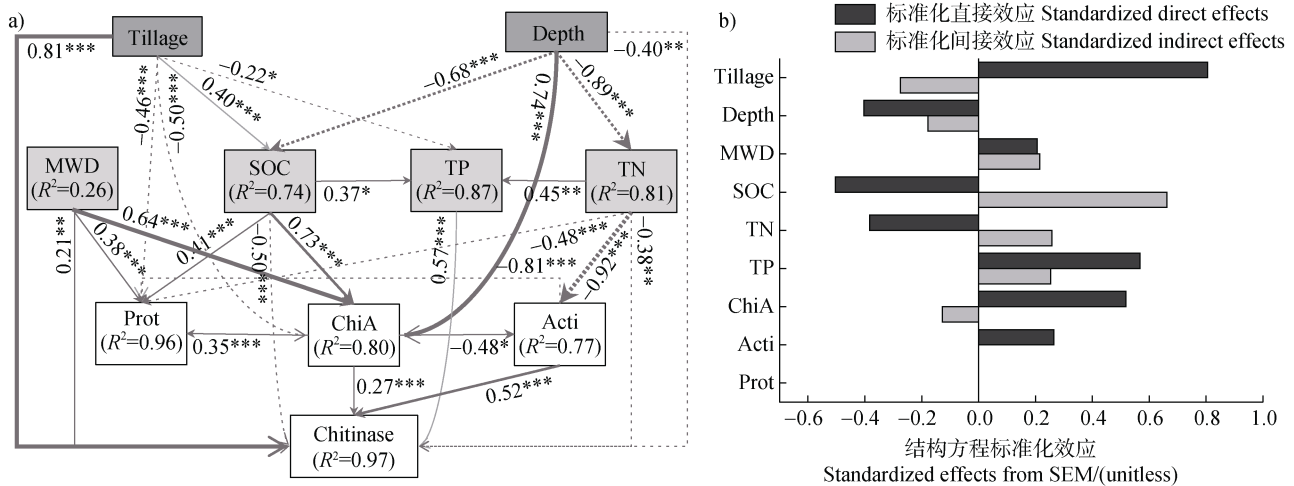 a)
Tillage
Depth
0.81***
−0.40**
−0.22*
−0.68***
−0.89***
−0.46***
−0.50***
0.40***
0.74***
MWD
(R²=0.26)
SOC
(R²=0.74)
TP
(R²=0.87)
TN
(R²=0.81)
0.37*
0.45**
0.21**
0.38***
0.64***
0.41***
−0.50***
0.73***
0.57***
−0.48***
−0.81***
−0.92***
−0.38**
Prot
(R²=0.96)
ChiA
(R²=0.80)
Acti
(R²=0.77)
0.35***
−0.48*
0.27***
0.52***
Chitinase
(R²=0.97)
b)
标准化直接效应 Standardized direct effects
标准化间接效应 Standardized indirect effects
Tillage
Depth
MWD
SOC
TN
TP
ChiA
Acti
Prot
−0.6 −0.4 −0.2 0.0 0.2 0.4 0.6 0.8 1.0
结构方程标准化效应
Standardized effects from SEM/(unitless)